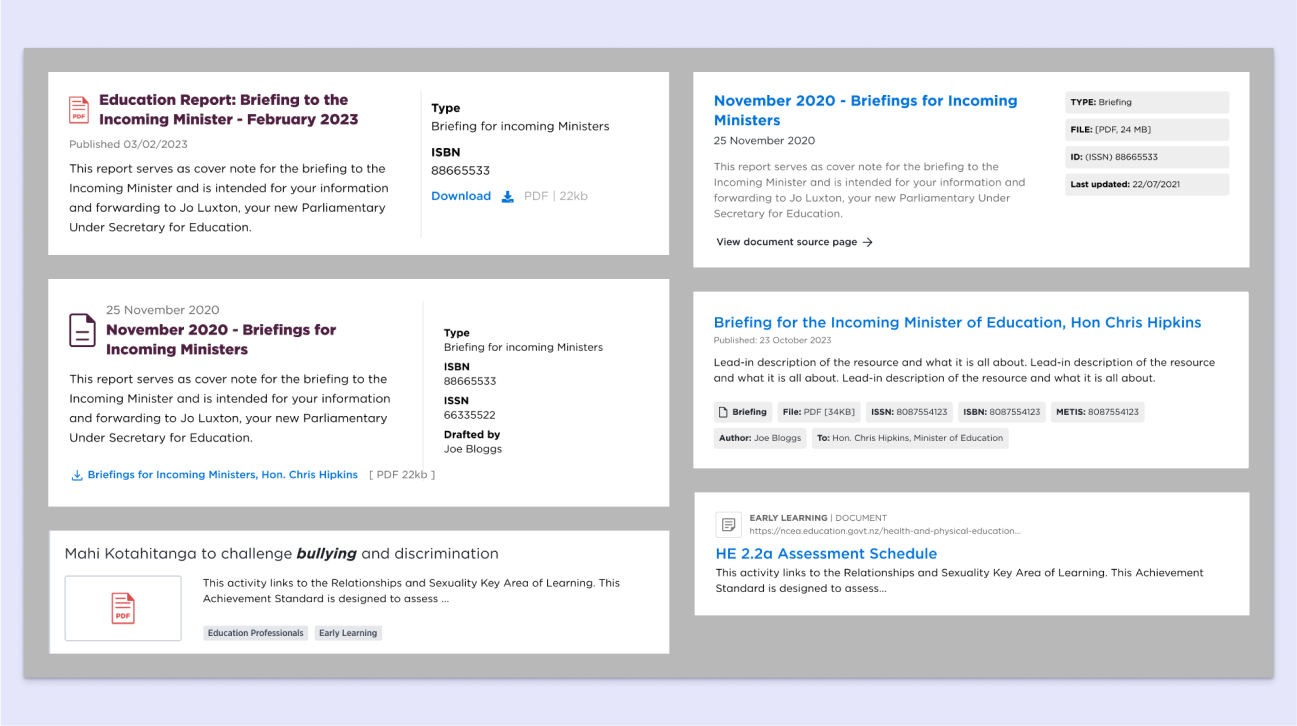 PDF
Education Report: Briefing to the
Incoming Minister - February 2023
Published 03/02/2023
This report serves as cover note for the briefing to the
Incoming Minister and is intended for your information
and forwarding to Jo Luxton, your new Parliamentary
Under Secretary for Education.
Type
Briefing for incoming Ministers
ISBN
88665533
Download PDF | 22kb
25 November 2020
November 2020 - Briefings for
Incoming Ministers
This report serves as cover note for the briefing to the
Incoming Minister and is intended for your information
and forwarding to Jo Luxton, your new Parliamentary
Under Secretary for Education.
Briefings for Incoming Ministers, Hon. Chris Hipkins [ PDF 22kb ]
Type
Briefing for incoming Ministers
ISBN
88665533
ISSN
66335522
Drafted by
Joe Bloggs
Mahi Kotahitanga to challenge bullying and discrimination
PDF
This activity links to the Relationships and Sexuality Key Area of Learning. This
Achievement Standard is designed to assess ...
Education Professionals Early Learning
November 2020 - Briefings for Incoming
Ministers
25 November 2020
This report serves as cover note for the briefing to the
Incoming Minister and is intended for your information and
forwarding to Jo Luxton, your new Parliamentary Under
Secretary for Education.
View document source page →
TYPE: Briefing
FILE: [PDF, 24 MB]
ID: (ISSN) 88665533
Last updated: 22/07/2021
Briefing for the Incoming Minister of Education, Hon Chris Hipkins
Published: 23 October 2023
Lead-in description of the resource and what it is all about. Lead-in description of the resource
and what it is all about. Lead-in description of the resource and what it is all about.
Briefing File: PDF [34KB] ISSN: 8087554123 ISBN: 8087554123 METIS: 8087554123
Author: Joe Bloggs To: Hon. Chris Hipkins, Minister of Education
EARLY LEARNING | DOCUMENT
https://ncea.education.govt.nz/health-and-physical-education...
HE 2.2a Assessment Schedule
This activity links to the Relationships and Sexuality Key Area of Learning. This Achievement
Standard is designed to assess...